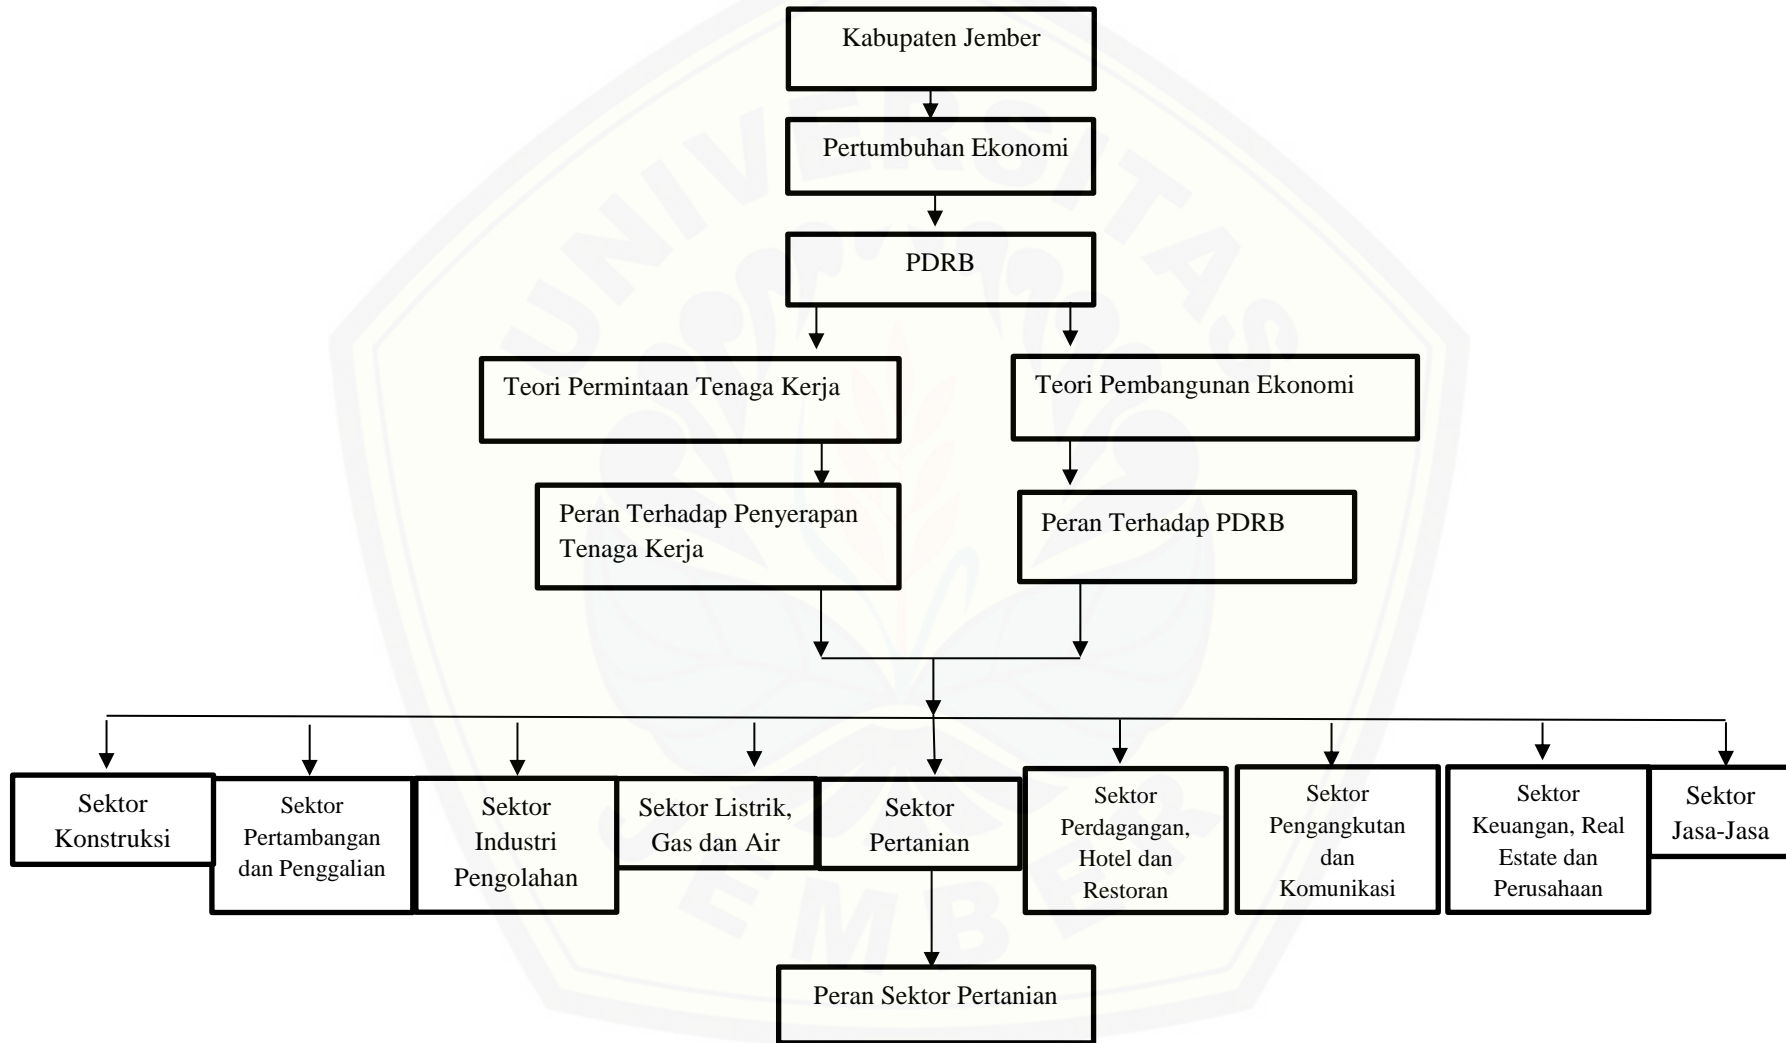 Kabupaten Jember
Pertumbuhan Ekonomi
PDRB
Teori Permintaan Tenaga Kerja
Teori Pembangunan Ekonomi
Peran Terhadap Penyerapan
Tenaga Kerja
Peran Terhadap PDRB
Sektor
Konstruksi
Sektor
Pertambangan
dan Penggalian
Sektor
Industri
Pengolahan
Sektor Listrik,
Gas dan Air
Sektor
Pertanian
Sektor
Perdagangan,
Hotel dan
Restoran
Sektor
Pengangkutan
dan
Komunikasi
Sektor
Keuangan, Real
Estate dan
Perusahaan
Sektor
Jasa-Jasa
Peran Sektor Pertanian
UNIVERSITAS
JEMBER